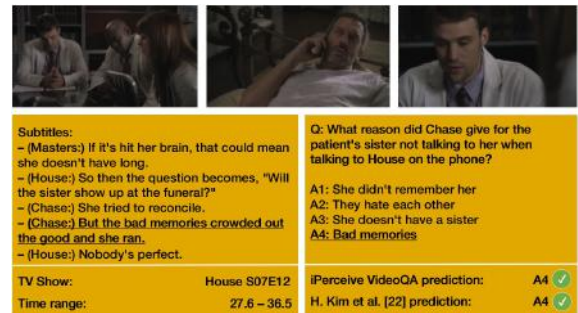 Subtitles:
– (Masters:) If it's hit her brain, that could mean
she doesn't have long.
– (House:) So then the question becomes, "Will
the sister show up at the funeral?"
– (Chase:) She tried to reconcile.
– (Chase:) But the bad memories crowded out
the good and she ran.
– (House:) Nobody's perfect.
TV Show: House S07E12
Time range: 27.6 – 36.5
Q: What reason did Chase give for the
patient's sister not talking to her when
talking to House on the phone?
A1: She didn't remember her
A2: They hate each other
A3: She doesn't have a sister
A4: Bad memories
iPerceive VideoQA prediction: A4
H. Kim et al. [22] prediction: A4